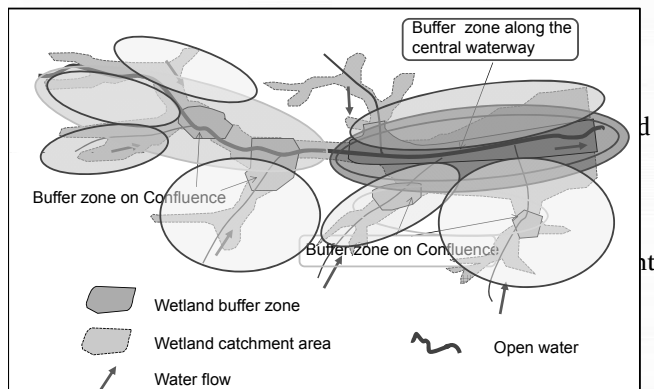 Buffer zone along the
central waterway
d
Buffer zone on Confluence
Buffer zone on Confluence
nt
Wetland buffer zone
Wetland catchment area
Open water
Water flow